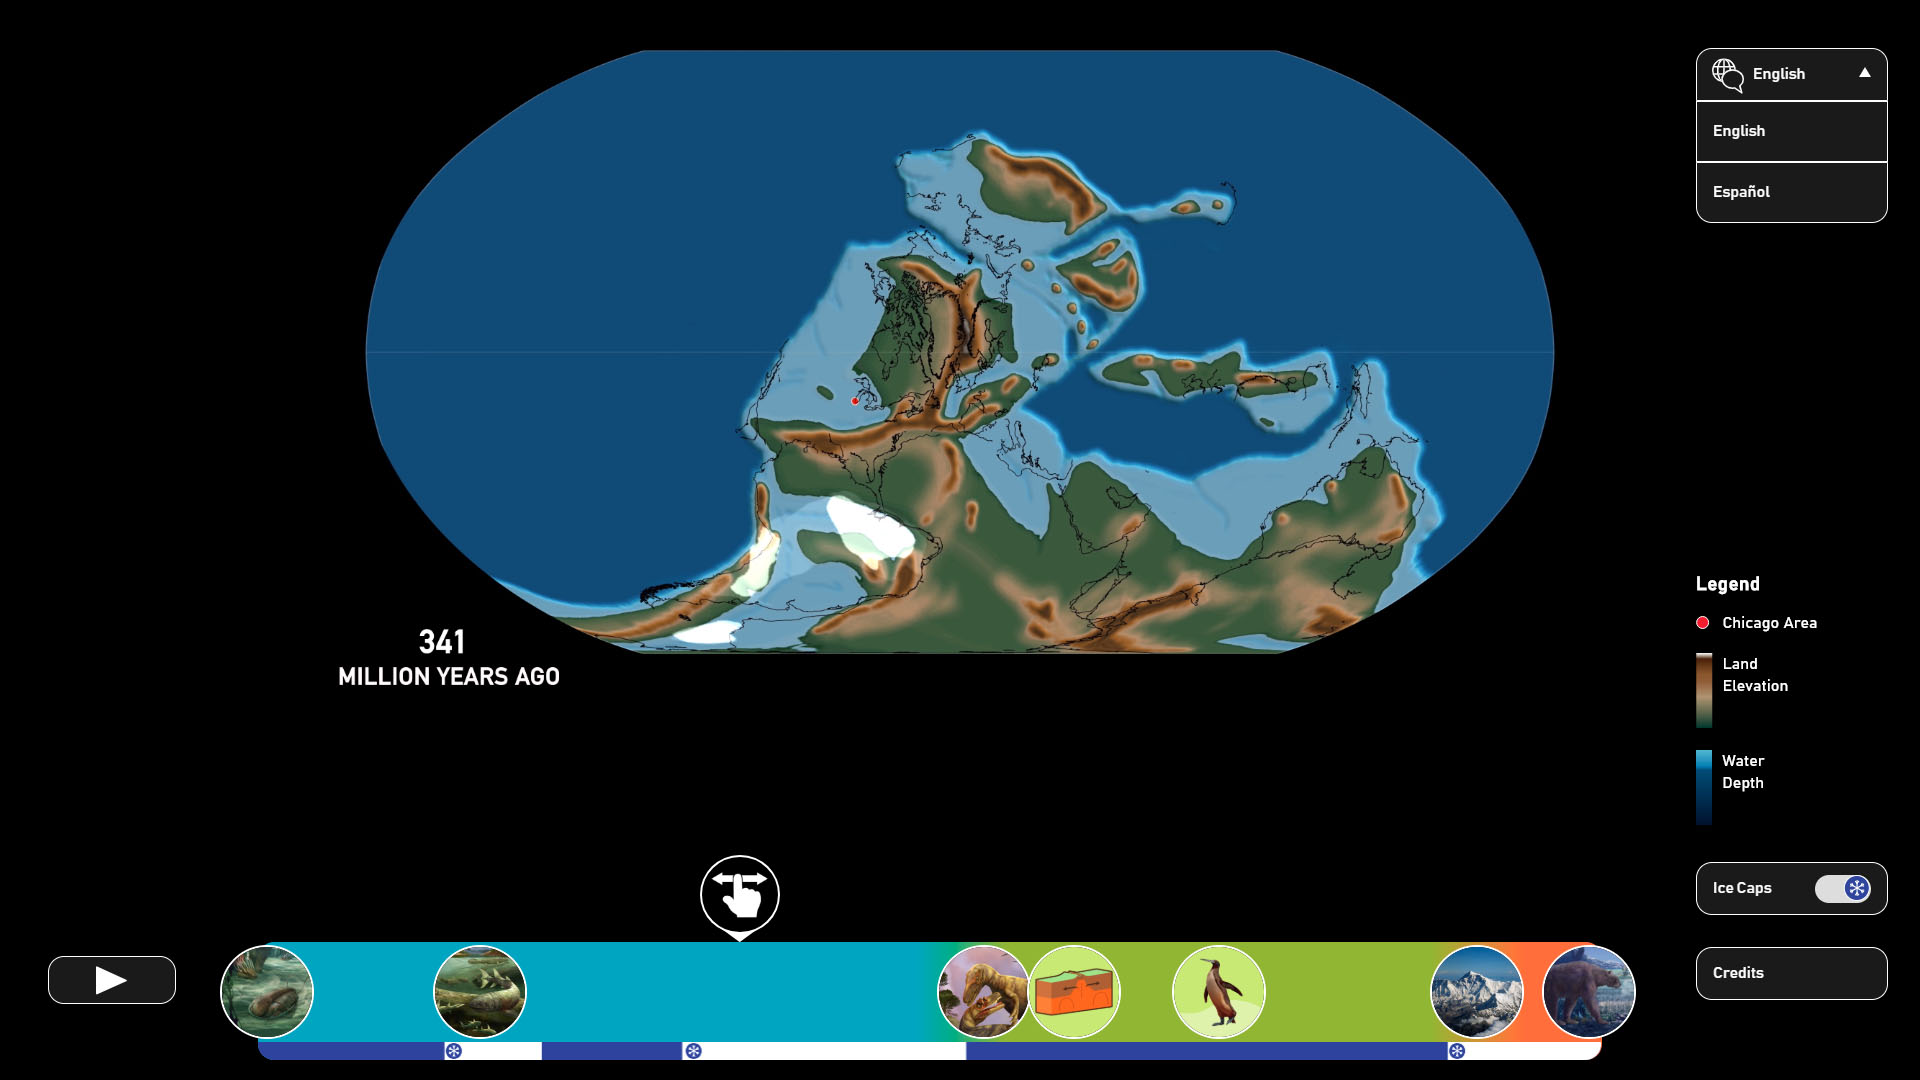 English
English
Español
341
MILLION YEARS AGO
Legend
Chicago Area
Land
Elevation
Water
Depth
Ice Caps
Credits